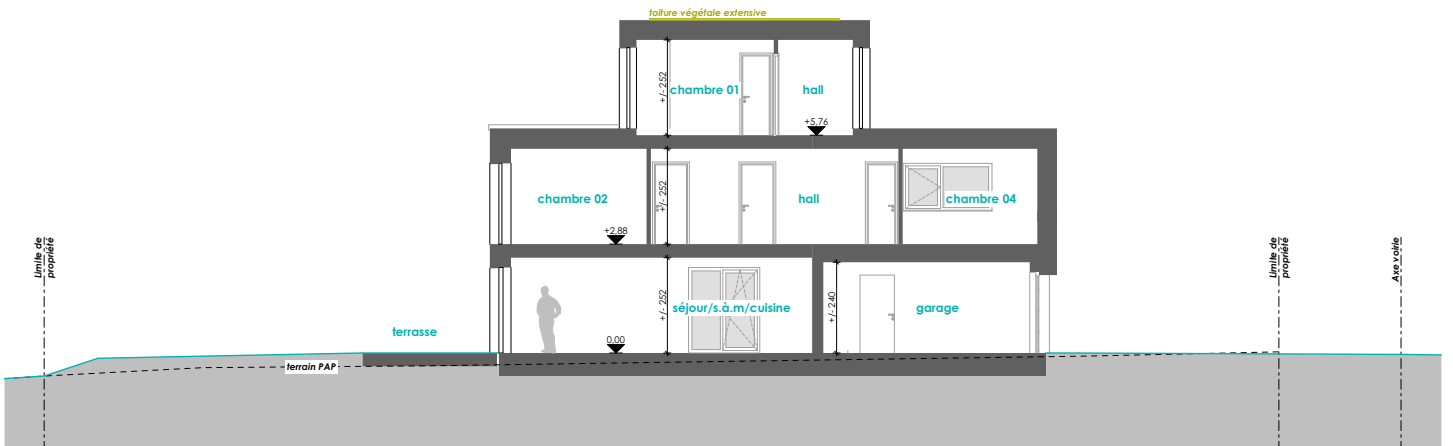 toiture végétale extensive
+/- 252
chambre 01
hall
+5.76
chambre 02
+/- 252
hall
chambre 04
+2.88
Limite de
propriété
Limite de
propriété
Axe voirie
+/- 252
séjour/s.à.m/cuisine
+/- 240
garage
terrasse
0.00
terrain PAP